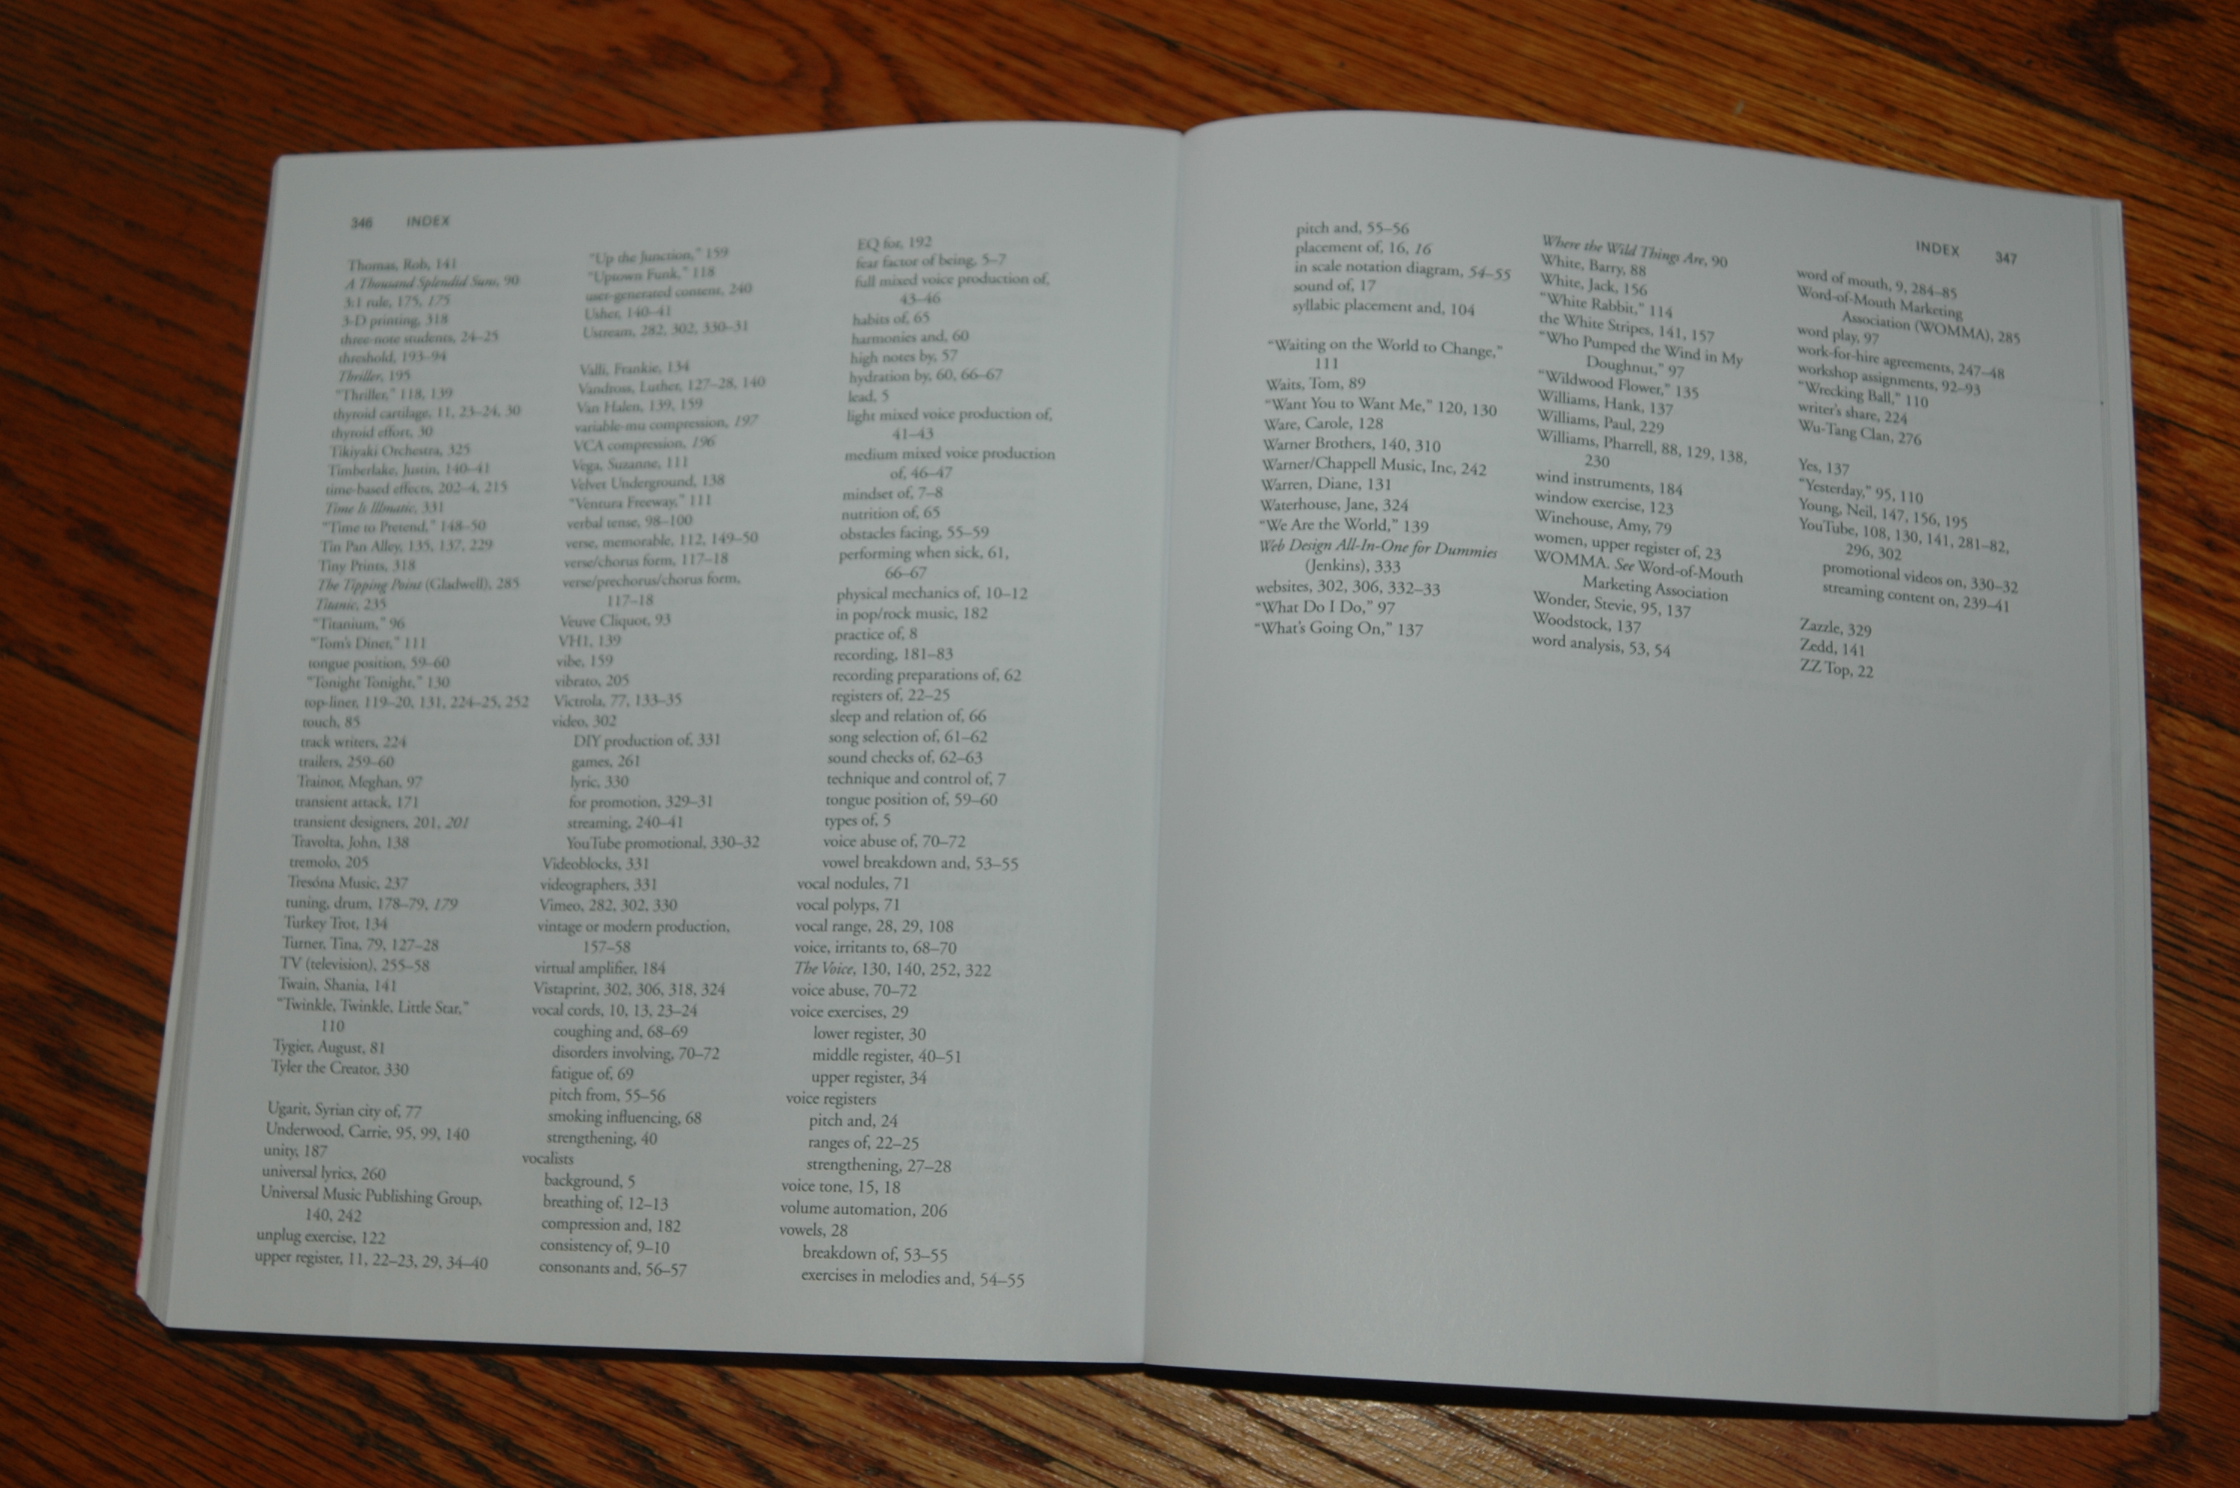 346 INDEX
Thomas, Rob, 141
A Thousand Splendid Suns, 90
3:1 rule, 175, 175
3-D printing, 318
three-note students, 24–25
threshold, 193–94
Thriller, 195
"Thriller," 118, 139
thyroid cartilage, 11, 23–24, 30
thyroid effort, 30
Tikiyaki Orchestra, 325
Timberlake, Justin, 140–41
time-based effects, 202–4, 215
Time Is Illmatic, 331
"Time to Pretend," 148–50
Tin Pan Alley, 135, 137, 229
Tiny Prints, 318
The Tipping Point (Gladwell), 285
Titanic, 235
"Titanium," 96
"Tom's Diner," 111
tongue position, 59–60
"Tonight Tonight," 130
top-liner, 119–20, 131, 224–25, 252
touch, 85
track writers, 224
trailers, 259–60
Trainor, Meghan, 97
transient attack, 171
transient designers, 201, 201
Travolta, John, 138
tremolo, 205
Tresóna Music, 237
tuning, drum, 178–79, 179
Turkey Trot, 134
Turner, Tina, 79, 127–28
TV (television), 255–58
Twain, Shania, 141
"Twinkle, Twinkle, Little Star,"
110
Tygier, August, 81
Tyler the Creator, 330
Ugarit, Syrian city of, 77
Underwood, Carrie, 95, 99, 140
unity, 187
universal lyrics, 260
Universal Music Publishing Group,
140, 242
unplug exercise, 122
upper register, 11, 22–23, 29, 34–40
"Up the Junction," 159
"Uptown Funk," 118
user-generated content, 240
Usher, 140–41
Ustream, 282, 302, 330–31
Valli, Frankie, 134
Vandross, Luther, 127–28, 140
Van Halen, 139, 159
variable-mu compression, 197
VCA compression, 196
Vega, Suzanne, 111
Velvet Underground, 138
"Ventura Freeway," 111
verbal tense, 98–100
verse, memorable, 112, 149–50
verse/chorus form, 117–18
verse/prechorus/chorus form,
117–18
Veuve Cliquot, 93
VH1, 139
vibe, 159
vibrato, 205
Victrola, 77, 133–35
video, 302
DIY production of, 331
games, 261
lyric, 330
for promotion, 329–31
streaming, 240–41
YouTube promotional, 330–32
Videoblocks, 331
videographers, 331
Vimeo, 282, 302, 330
vintage or modern production,
157–58
virtual amplifier, 184
Vistaprint, 302, 306, 318, 324
vocal cords, 10, 13, 23–24
coughing and, 68–69
disorders involving, 70–72
fatigue of, 69
pitch from, 55–56
smoking influencing, 68
strengthening, 40
vocalists
background, 5
breathing of, 12–13
compression and, 182
consistency of, 9–10
consonants and, 56–57
EQ for, 192
fear factor of being, 5–7
full mixed voice production of,
43–46
habits of, 65
harmonies and, 60
high notes by, 57
hydration by, 60, 66–67
lead, 5
light mixed voice production of,
41–43
medium mixed voice production
of, 46–47
mindset of, 7–8
nutrition of, 65
obstacles facing, 55–59
performing when sick, 61,
66–67
physical mechanics of, 10–12
in pop/rock music, 182
practice of, 8
recording, 181–83
recording preparations of, 62
registers of, 22–25
sleep and relation of, 66
song selection of, 61–62
sound checks of, 62–63
technique and control of, 7
tongue position of, 59–60
types of, 5
voice abuse of, 70–72
vowel breakdown and, 53–55
vocal nodules, 71
vocal polyps, 71
vocal range, 28, 29, 108
voice, irritants to, 68–70
The Voice, 130, 140, 252, 322
voice abuse, 70–72
voice exercises, 29
lower register, 30
middle register, 40–51
upper register, 34
voice registers
pitch and, 24
ranges of, 22–25
strengthening, 27–28
voice tone, 15, 18
volume automation, 206
vowels, 28
breakdown of, 53–55
exercises in melodies and, 54–55
INDEX 347
pitch and, 55–56
placement of, 16, 16
in scale notation diagram, 54–55
sound of, 17
syllabic placement and, 104
"Waiting on the World to Change,"
111
Waits, Tom, 89
"Want You to Want Me," 120, 130
Ware, Carole, 128
Warner Brothers, 140, 310
Warner/Chappell Music, Inc, 242
Warren, Diane, 131
Waterhouse, Jane, 324
"We Are the World," 139
Web Design All-In-One for Dummies
(Jenkins), 333
websites, 302, 306, 332–33
"What Do I Do," 97
"What's Going On," 137
Where the Wild Things Are, 90
White, Barry, 88
White, Jack, 156
"White Rabbit," 114
the White Stripes, 141, 157
"Who Pumped the Wind in My
Doughnut," 97
"Wildwood Flower," 135
Williams, Hank, 137
Williams, Paul, 229
Williams, Pharrell, 88, 129, 138,
230
wind instruments, 184
window exercise, 123
Winehouse, Amy, 79
women, upper register of, 23
WOMMA. See Word-of-Mouth
Marketing Association
Wonder, Stevie, 95, 137
Woodstock, 137
word analysis, 53, 54
word of mouth, 9, 284–85
Word-of-Mouth Marketing
Association (WOMMA), 285
word play, 97
work-for-hire agreements, 247–48
workshop assignments, 92–93
"Wrecking Ball," 110
writer's share, 224
Wu-Tang Clan, 276
Yes, 137
"Yesterday," 95, 110
Young, Neil, 147, 156, 195
YouTube, 108, 130, 141, 281–82,
296, 302
promotional videos on, 330–32
streaming content on, 239–41
Zazzle, 329
Zedd, 141
ZZ Top, 22